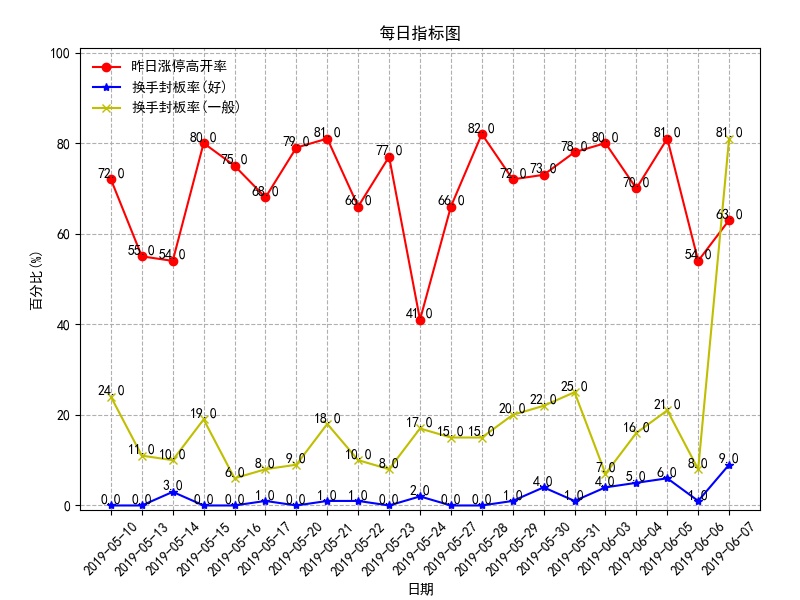 每日指标图
昨日涨停高开率
换手封板率(好)
换手封板率(一般)
百分比(%)
100
80
60
40
20
0
72.0 55.0 54.0 80.0 75.0 68.0 79.0 81.0 66.0 77.0 41.0 66.0 82.0 72.0 73.0 78.0 80.0 70.0 81.0 54.0 63.0
24.0 11.0 10.0 19.0 6.0 8.0 9.0 18.0 10.0 8.0 17.0 15.0 15.0 20.0 22.0 25.0 7.0 16.0 21.0 8.0 81.0
0.0 0.0 3.0 0.0 0.0 1.0 0.0 1.0 1.0 0.0 2.0 0.0 0.0 1.0 4.0 1.0 4.0 5.0 6.0 1.0 9.0
2019-05-10 2019-05-13 2019-05-14 2019-05-15 2019-05-16 2019-05-17 2019-05-20 2019-05-21 2019-05-22 2019-05-23 2019-05-24 2019-05-27 2019-05-28 2019-05-29 2019-05-30 2019-05-31 2019-06-03 2019-06-04 2019-06-05 2019-06-06 2019-06-07
日期